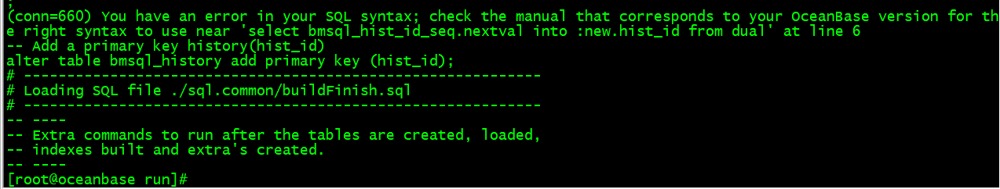 ;
(conn=660) You have an error in your SQL syntax; check the manual that corresponds to your OceanBase version for th
e right syntax to use near 'select bmsql_hist_id_seq.nextval into :new.hist_id from dual' at line 6
-- Add a primary key history(hist_id)
alter table bmsql_history add primary key (hist_id);
# ------------------------------------------------------------
# Loading SQL file ./sql.common/buildFinish.sql
# ------------------------------------------------------------
-- ----
-- Extra commands to run after the tables are created, loaded,
-- indexes built and extra's created.
-- ----
[root@oceanbase run]#